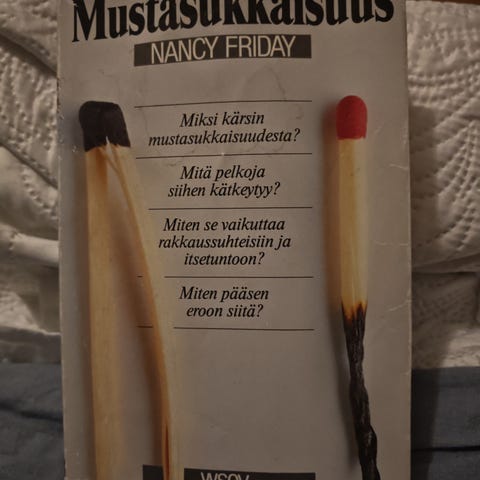 Mustasukkaisuus
NANCY FRIDAY
Miksi kärsin
mustasukkaisuudesta?
Mitä pelkoja
siihen kätkeytyy?
Miten se vaikuttaa
rakkaussuhteisiin ja
itsetuntoon?
Miten pääsen
eroon siitä?
WSOY